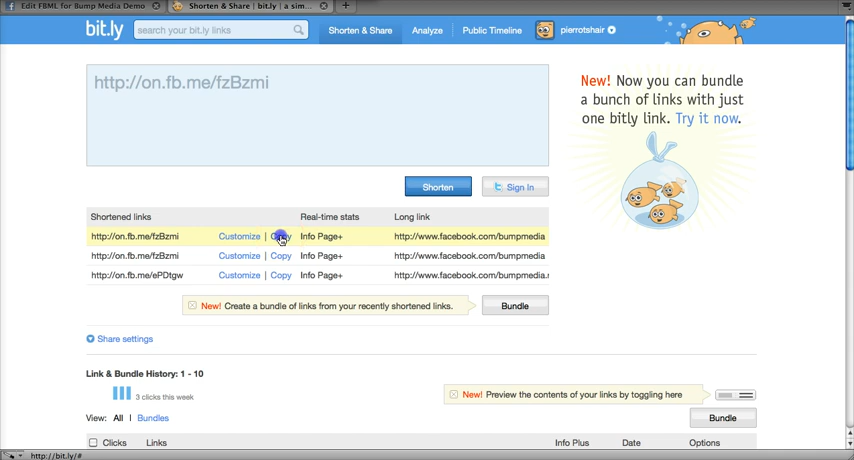 Edit FBML for Bump Media Demo
Shorten & Share | bit.ly | a sim...
bit.ly
search your bit.ly links
Shorten & Share
Analyze
Public Timeline
pierrotshair
http://on.fb.me/fzBzmi
New! Now you can bundle
a bunch of links with just
one bitly link. Try it now.
Shorten
Sign In
Shortened links
Real-time stats
Long link
http://on.fb.me/fzBzmi Customize | Copy Info Page+ http://www.facebook.com/bumpmedia
http://on.fb.me/fzBzmi Customize | Copy Info Page+ http://www.facebook.com/bumpmedia
http://on.fb.me/ePDtgw Customize | Copy Info Page+ http://www.facebook.com/bumpmedia.
New! Create a bundle of links from your recently shortened links.
Bundle
Share settings
Link & Bundle History: 1 - 10
3 clicks this week
New! Preview the contents of your links by toggling here
View: All | Bundles
Bundle
Clicks Links Info Plus Date Options
http://bit.ly/#